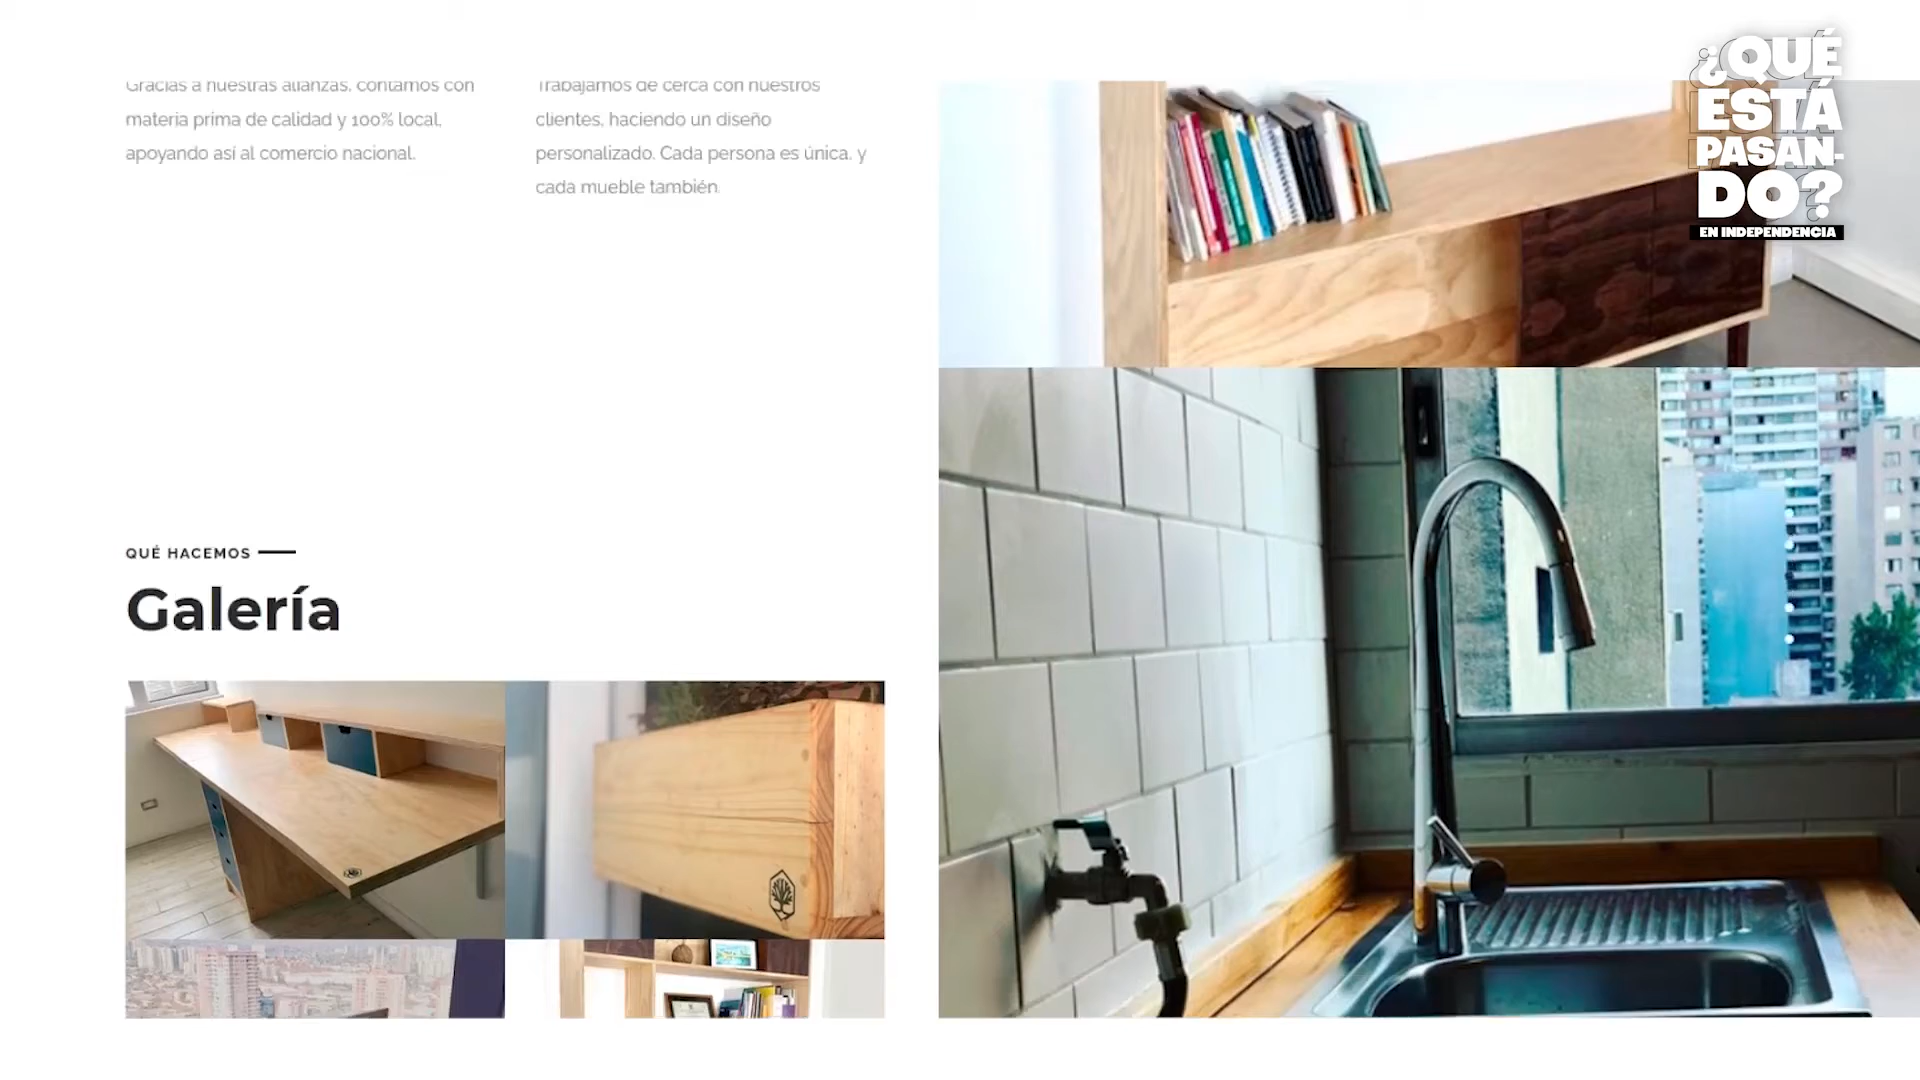 Gracias a nuestras alianzas, contamos con
materia prima de calidad y 100% local,
apoyando así al comercio nacional.
Trabajamos de cerca con nuestros
clientes, haciendo un diseño
personalizado. Cada persona es única, y
cada mueble también.
QUÉ HACEMOS
Galería
¿QUÉ
ESTÁ
PASAN-
DO?
EN INDEPENDENCIA